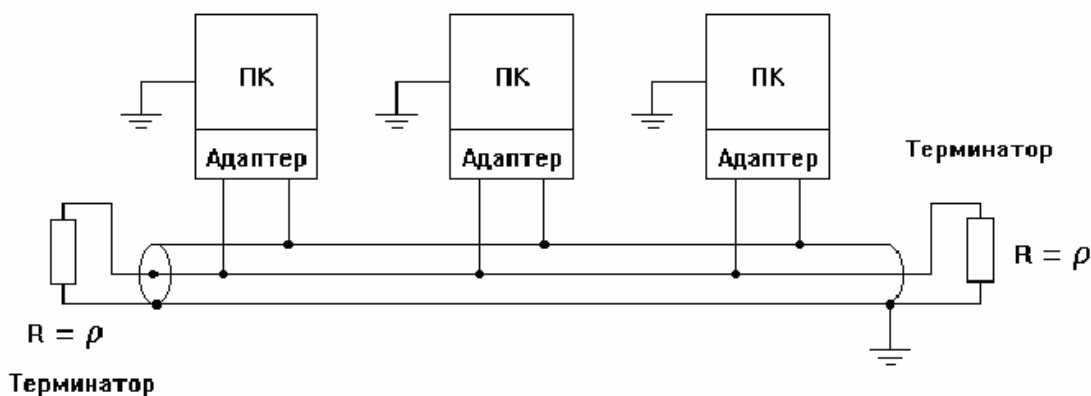 ПК ПК ПК
Адаптер Адаптер Адаптер
Терминатор
R = ρ
R = ρ
Терминатор